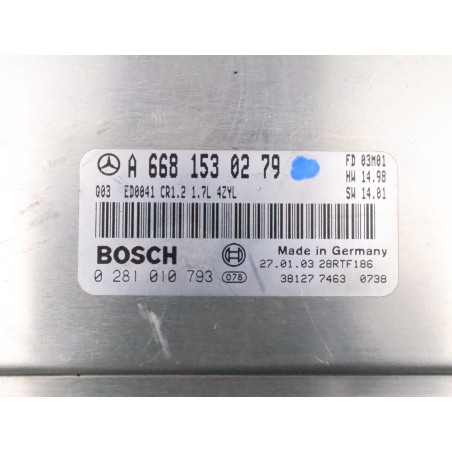 A 668 153 02 79 FD 03M01
HW 14.98
Q03 ED0041 CR1.2 1.7L 4ZYL SW 14.01
BOSCH Made in Germany
27.01.03 28RTF186
0 281 010 793 078 38127 7463 0738